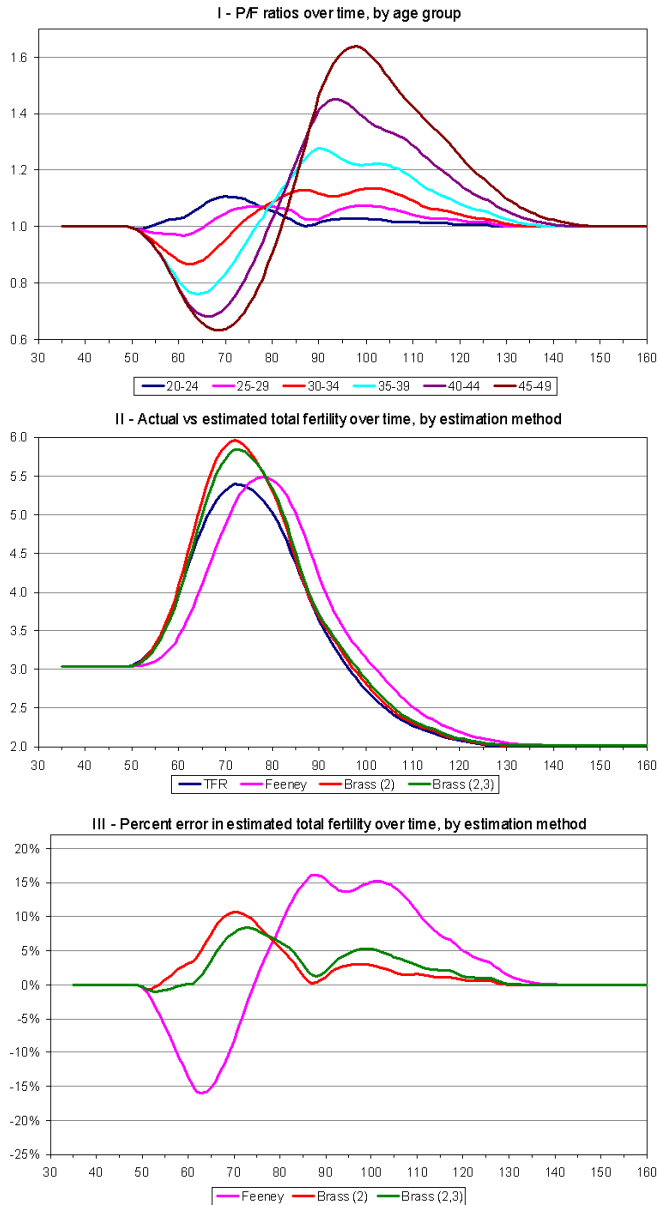 I - P/F ratios over time, by age group
1.6
1.4
1.2
1.0
0.8
0.6
30 40 50 60 70 80 90 100 110 120 130 140 150 160
20-24 25-29 30-34 35-39 40-44 45-49
II - Actual vs estimated total fertility over time, by estimation method
6.0
5.5
5.0
4.5
4.0
3.5
3.0
2.5
2.0
30 40 50 60 70 80 90 100 110 120 130 140 150 160
TFR Feeney Brass (2) Brass (2,3)
III - Percent error in estimated total fertility over time, by estimation method
20%
15%
10%
5%
0%
-5%
-10%
-15%
-20%
-25%
30 40 50 60 70 80 90 100 110 120 130 140 150 160
Feeney Brass (2) Brass (2,3)